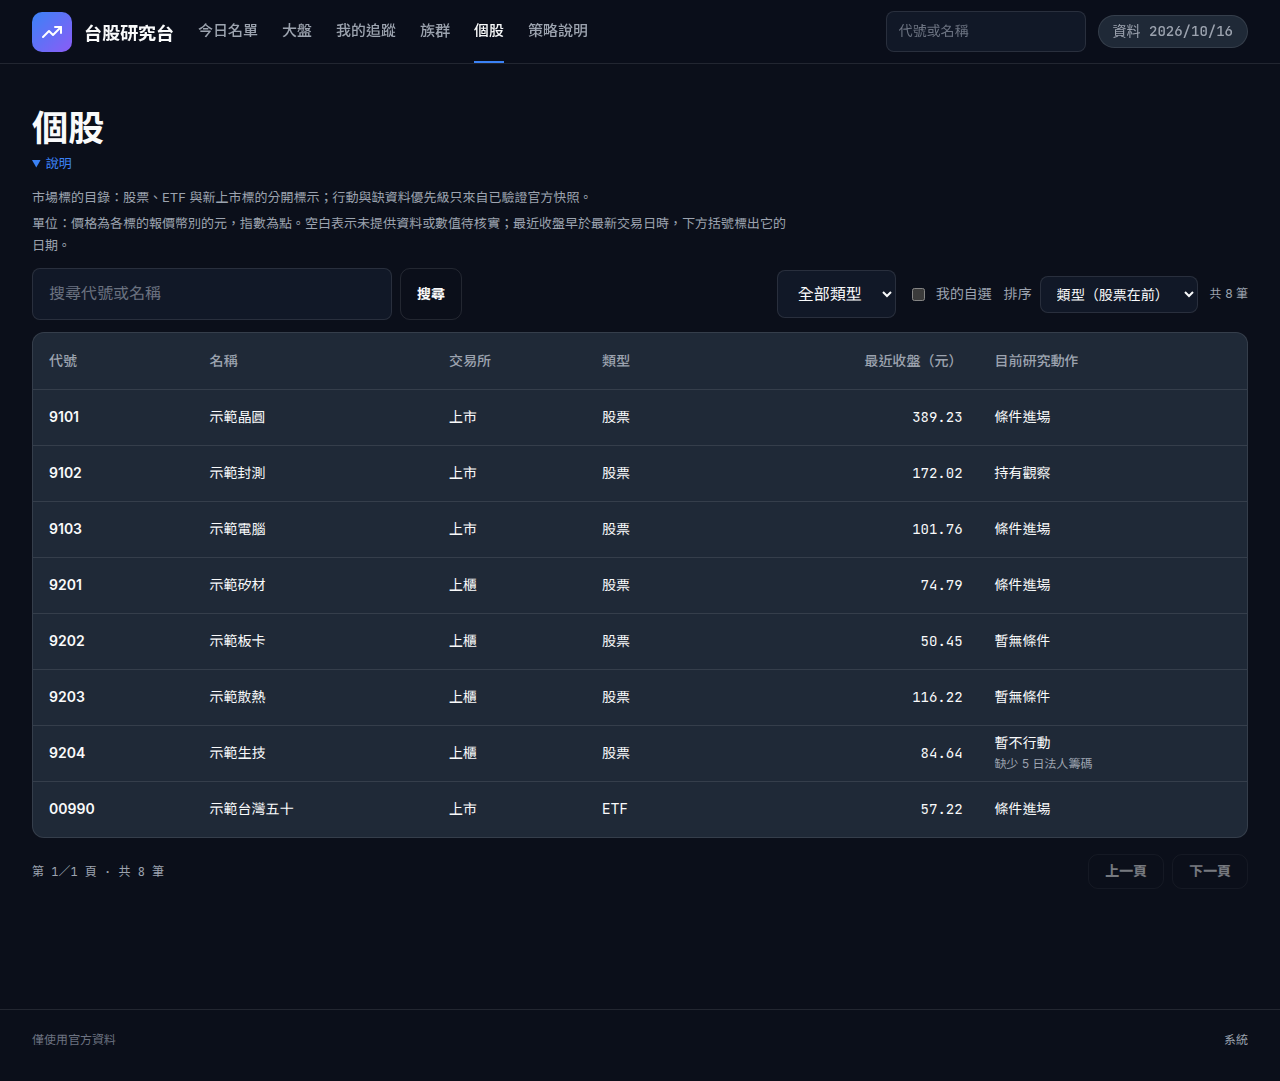 台股研究台 今日名單 大盤 我的追蹤 族群 個股 策略說明 代號或名稱 資料 2026/10/16
個股
▼ 說明
市場標的目錄：股票、ETF 與新上市標的分開標示；行動與缺資料優先級只來自已驗證官方快照。
單位：價格為各標的報價幣別的元，指數為點。空白表示未提供資料或數值待核實；最近收盤早於最新交易日時，下方括號標出它的
日期。
搜尋代號或名稱 搜尋 全部類型 我的自選 排序 類型（股票在前） 共 8 筆
代號 名稱 交易所 類型 最近收盤（元） 目前研究動作
9101 示範晶圓 上市 股票 389.23 條件進場
9102 示範封測 上市 股票 172.02 持有觀察
9103 示範電腦 上市 股票 101.76 條件進場
9201 示範矽材 上櫃 股票 74.79 條件進場
9202 示範板卡 上櫃 股票 50.45 暫無條件
9203 示範散熱 上櫃 股票 116.22 暫無條件
9204 示範生技 上櫃 股票 84.64 暫不行動
缺少 5 日法人籌碼
00990 示範台灣五十 上市 ETF 57.22 條件進場
第 1／1 頁 · 共 8 筆 上一頁 下一頁
僅使用官方資料 系統